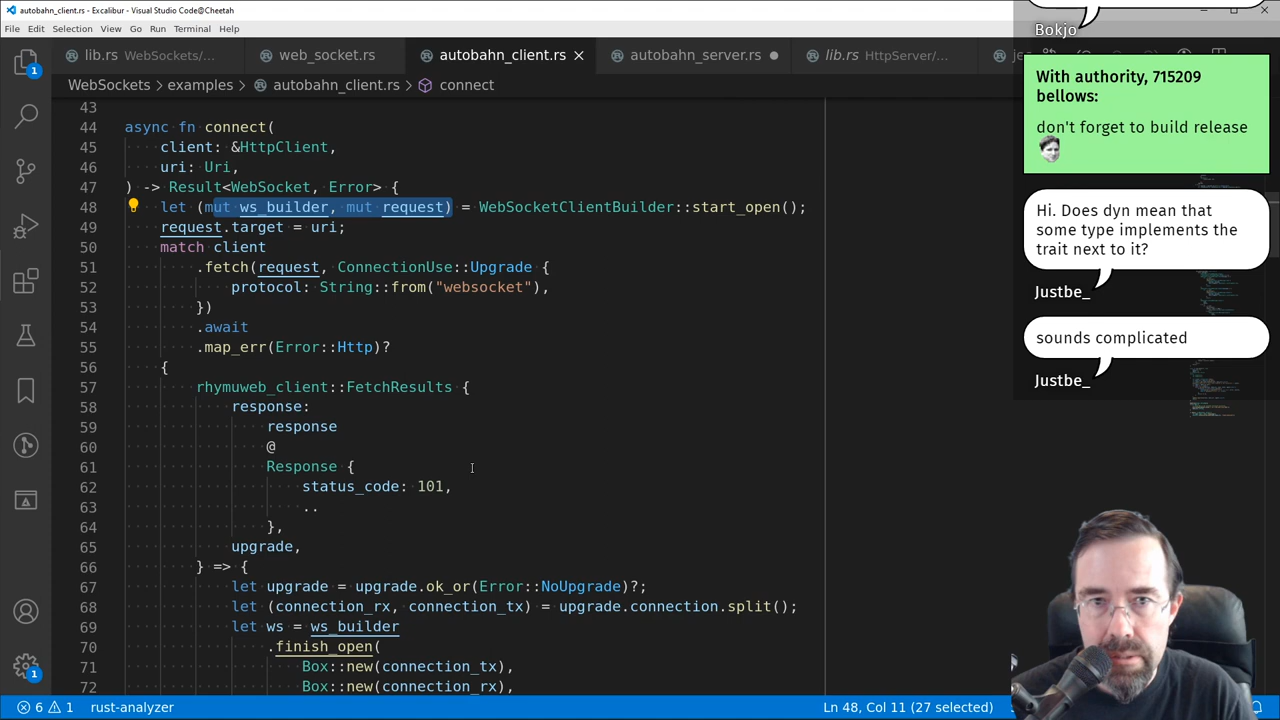 autobahn_client.rs - Excalibur - Visual Studio Code@Cheetah
File Edit Selection View Go Run Terminal Help
lib.rs WebSockets/... web_socket.rs autobahn_client.rs autobahn_server.rs lib.rs HttpServer/...
WebSockets > examples > autobahn_client.rs > connect
43
44 async fn connect(
45 client: &HttpClient,
46 uri: Uri,
47 ) -> Result<WebSocket, Error> {
48 let (mut ws_builder, mut request) = WebSocketClientBuilder::start_open();
49 request.target = uri;
50 match client
51 .fetch(request, ConnectionUse::Upgrade {
52 protocol: String::from("websocket"),
53 })
54 .await
55 .map_err(Error::Http)?
56 {
57 rhymuweb_client::FetchResults {
58 response:
59 response
60 @
61 Response {
62 status_code: 101,
63 ..
64 },
65 upgrade,
66 } => {
67 let upgrade = upgrade.ok_or(Error::NoUpgrade)?;
68 let (connection_rx, connection_tx) = upgrade.connection.split();
69 let ws = ws_builder
70 .finish_open(
71 Box::new(connection_tx),
72 Box::new(connection_rx),
Bokjo
With authority, 715209
bellows:
don't forget to build release
Hi. Does dyn mean that
some type implements the
trait next to it?
Justbe_
sounds complicated
Justbe_
1
1
6 1 rust-analyzer Ln 48, Col 11 (27 selected)